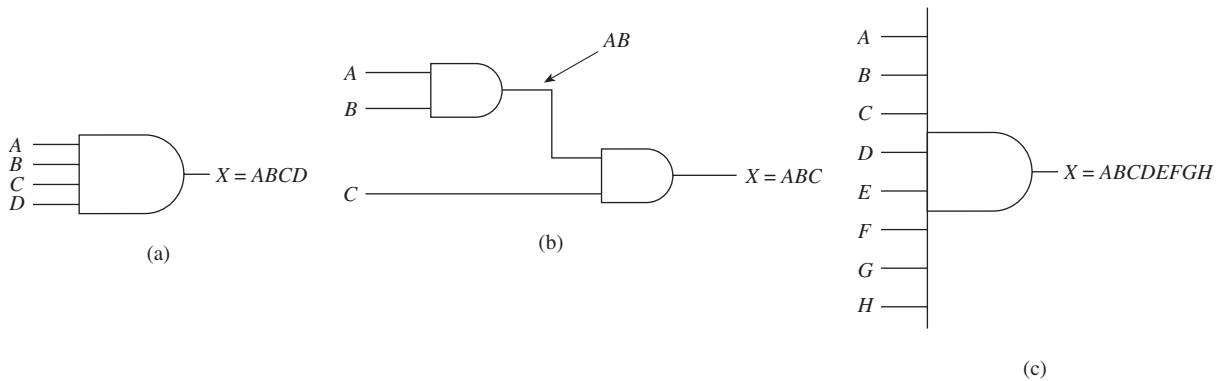 A
B
C
D
X = ABCD
(a)
AB
A
B
C
X = ABC
(b)
A
B
C
D
E
F
G
H
X = ABCDEFGH
(c)